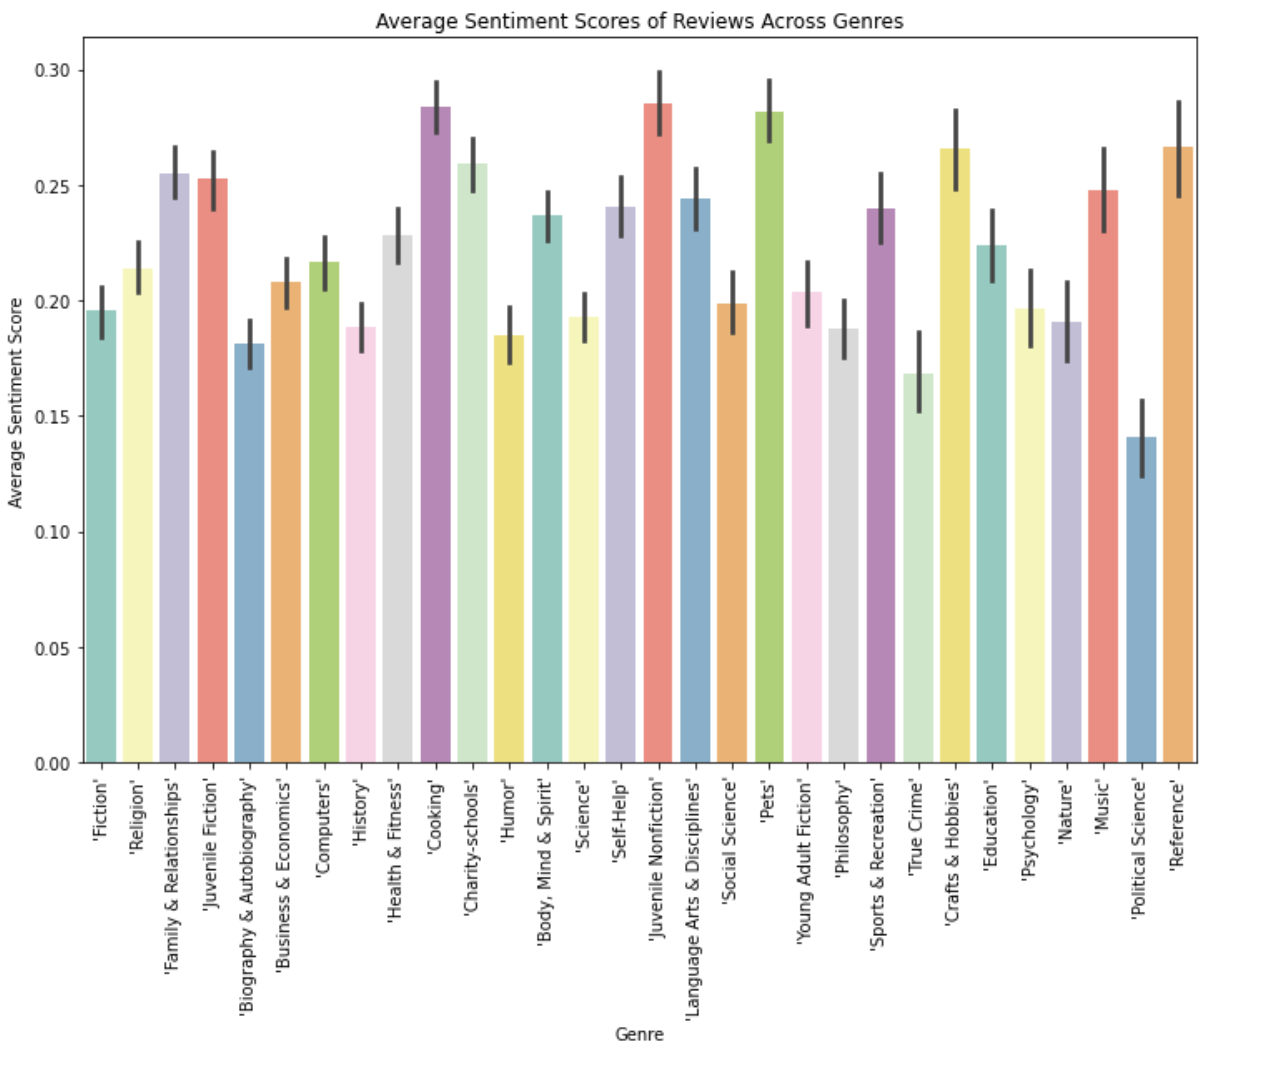 Average Sentiment Scores of Reviews Across Genres
Average Sentiment Score
0.30
0.25
0.20
0.15
0.10
0.05
0.00
'Fiction'
'Religion'
'Family & Relationships'
'Juvenile Fiction'
'Biography & Autobiography'
'Business & Economics'
'Computers'
'History'
'Health & Fitness'
'Cooking'
'Charity-schools'
'Humor'
'Body, Mind & Spirit'
'Science'
'Self-Help'
'Juvenile Nonfiction'
'Language Arts & Disciplines'
'Social Science'
'Pets'
'Young Adult Fiction'
'Philosophy'
'Sports & Recreation'
'True Crime'
'Crafts & Hobbies'
'Education'
'Psychology'
'Nature'
'Music'
'Political Science'
'Reference'
Genre